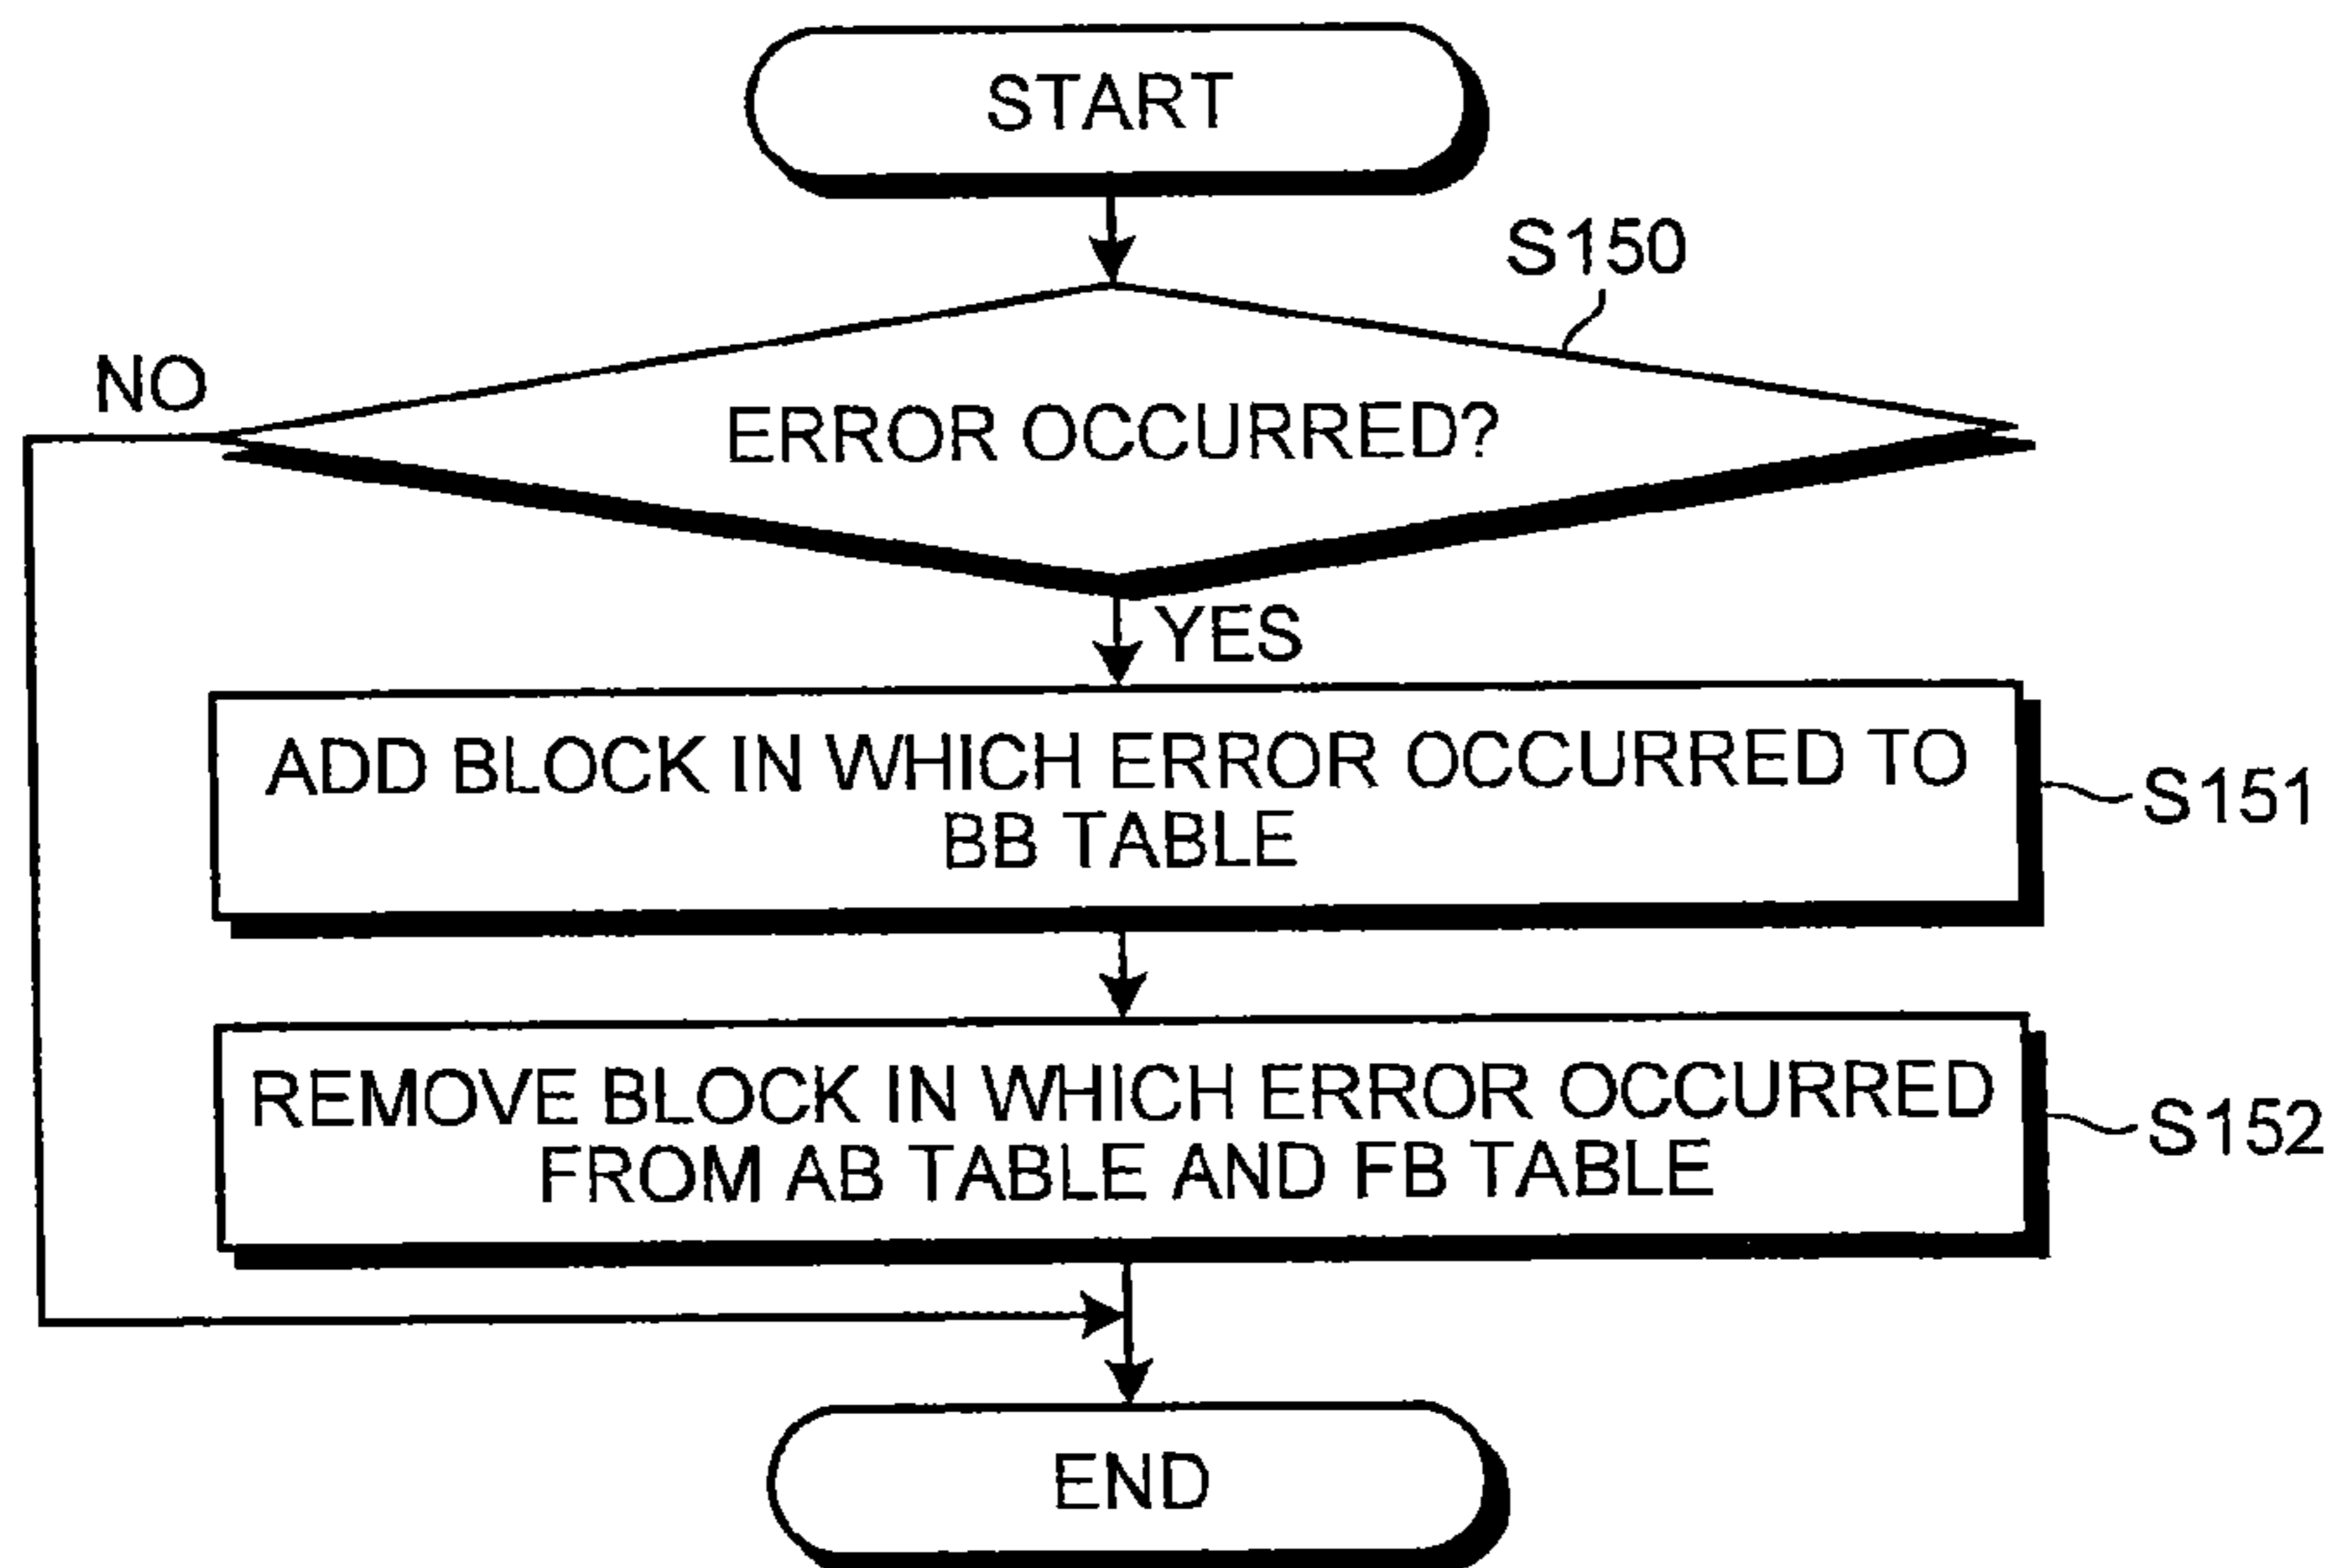 START
S150
NO
ERROR OCCURRED?
YES
ADD BLOCK IN WHICH ERROR OCCURRED TO
BB TABLE
S151
REMOVE BLOCK IN WHICH ERROR OCCURRED
FROM AB TABLE AND FB TABLE
S152
END